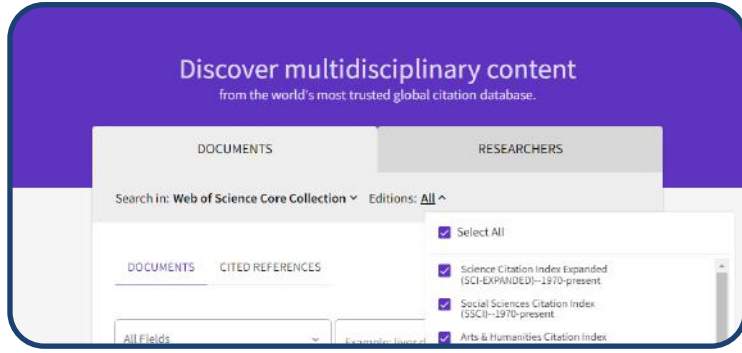 Discover multidisciplinary content
from the world's most trusted global citation database.
DOCUMENTS
RESEARCHERS
Search in: Web of Science Core Collection Editions: All
Select All
DOCUMENTS CITED REFERENCES
Science Citation Index Expanded
(SCI-EXPANDED)--1970-present
Social Sciences Citation Index
(SSCI)--1970-present
All Fields
Example: liver
Arts & Humanities Citation Index